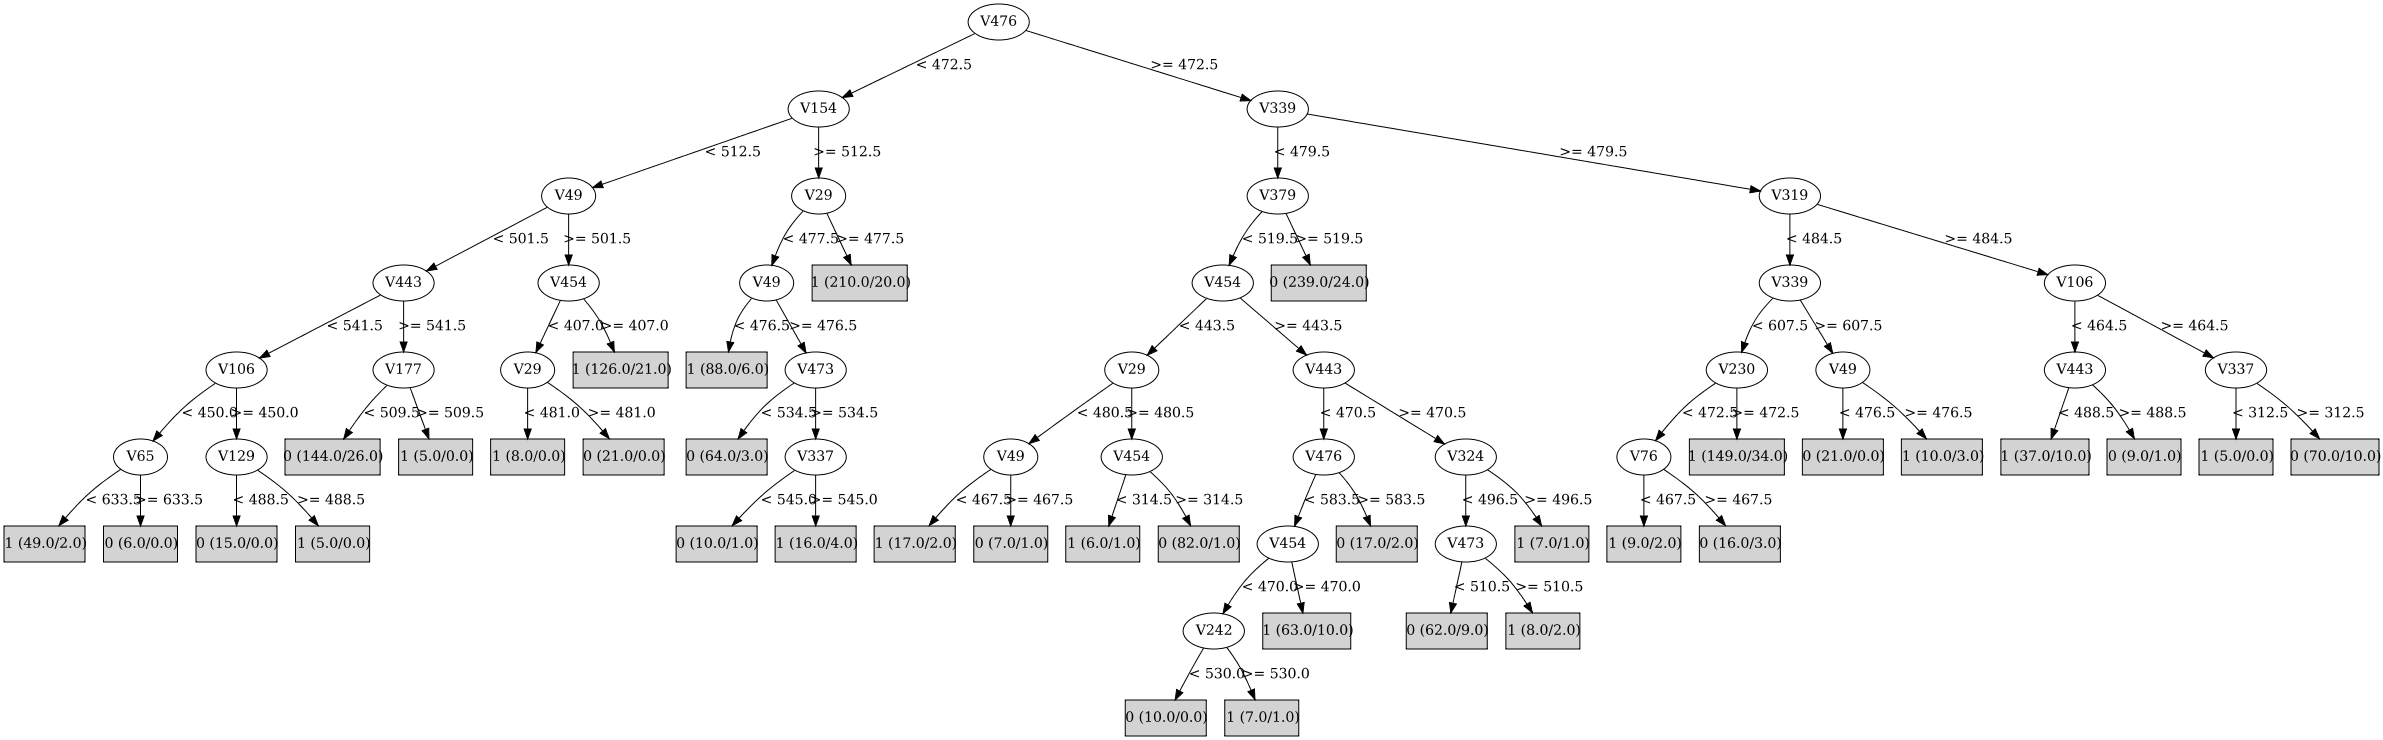 V476
< 472.5 >= 472.5
V154 V339
< 512.5 >= 512.5 < 479.5 >= 479.5
V49 V29 V379 V319
< 501.5 >= 501.5 < 477.5 >= 477.5 < 519.5 >= 519.5 < 484.5 >= 484.5
V443 V454 V49 1 (210.0/20.0) V454 0 (239.0/24.0) V339 V106
< 541.5 >= 541.5 < 407.0 >= 407.0 < 476.5 >= 476.5 < 443.5 >= 443.5 < 607.5 >= 607.5 < 464.5 >= 464.5
V106 V177 V29 1 (126.0/21.0) 1 (88.0/6.0) V473 V29 V443 V230 V49 V443 V337
< 450.0 >= 450.0 < 509.5 >= 509.5 < 481.0 >= 481.0 < 534.5 >= 534.5 < 480.5 >= 480.5 < 470.5 >= 470.5 < 472.5 >= 472.5 < 476.5 >= 476.5 < 488.5 >= 488.5 < 312.5 >= 312.5
V65 V129 0 (144.0/26.0) 1 (5.0/0.0) 1 (8.0/0.0) 0 (21.0/0.0) 0 (64.0/3.0) V337 V49 V454 V476 V324 V76 1 (149.0/34.0) 0 (21.0/0.0) 1 (10.0/3.0) 1 (37.0/10.0) 0 (9.0/1.0) 1 (5.0/0.0) 0 (70.0/10.0)
< 633.5 >= 633.5 < 488.5 >= 488.5 < 545.0 >= 545.0 < 467.5 >= 467.5 < 314.5 >= 314.5 < 583.5 >= 583.5 < 496.5 >= 496.5 < 467.5 >= 467.5
1 (49.0/2.0) 0 (6.0/0.0) 0 (15.0/0.0) 1 (5.0/0.0) 0 (10.0/1.0) 1 (16.0/4.0) 1 (17.0/2.0) 0 (7.0/1.0) 1 (6.0/1.0) 0 (82.0/1.0) V454 0 (17.0/2.0) V473 1 (7.0/1.0) 1 (9.0/2.0) 0 (16.0/3.0)
< 470.0 >= 470.0 < 510.5 >= 510.5
V242 1 (63.0/10.0) 0 (62.0/9.0) 1 (8.0/2.0)
< 530.0 >= 530.0
0 (10.0/0.0) 1 (7.0/1.0)